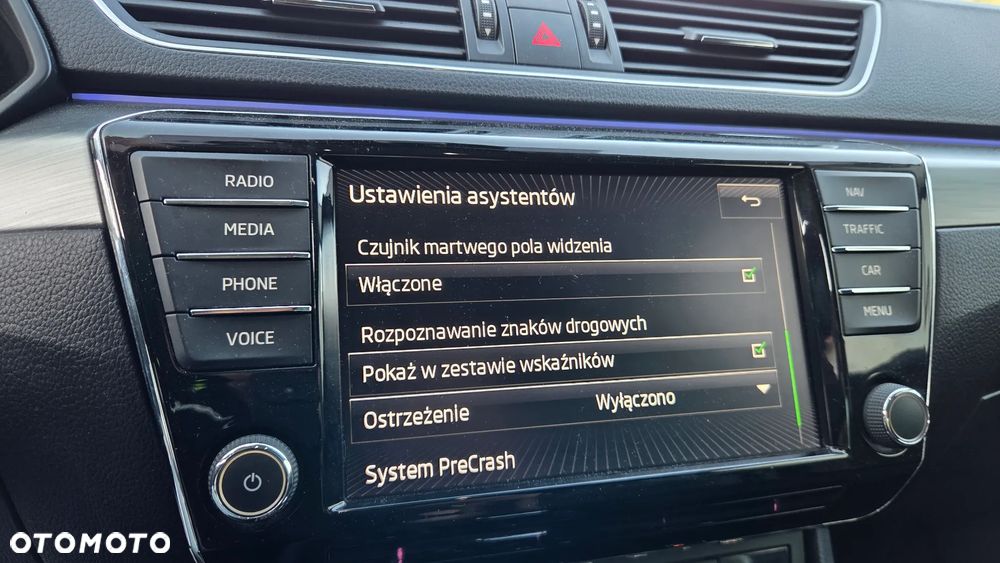 RADIO
MEDIA
PHONE
VOICE
Ustawienia asystentów
Czujnik martwego pola widzenia
Włączone
Rozpoznawanie znaków drogowych
Pokaż w zestawie wskaźników
Ostrzeżenie Wyłączono
System PreCrash
NAV
TRAFFIC
CAR
MENU
OTOMOTO